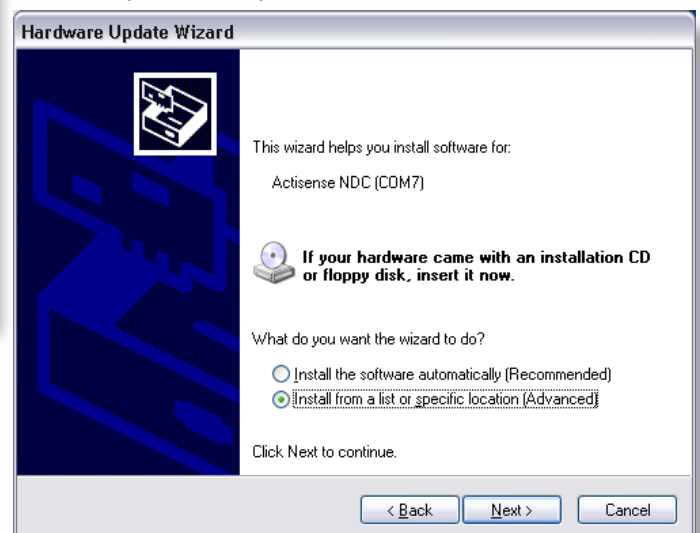 Hardware Update Wizard
This wizard helps you install software for:
Actisense NDC (COM7)
If your hardware came with an installation CD
or floppy disk, insert it now.
What do you want the wizard to do?
Install the software automatically (Recommended)
Install from a list or specific location (Advanced)
Click Next to continue.
< Back
Next >
Cancel